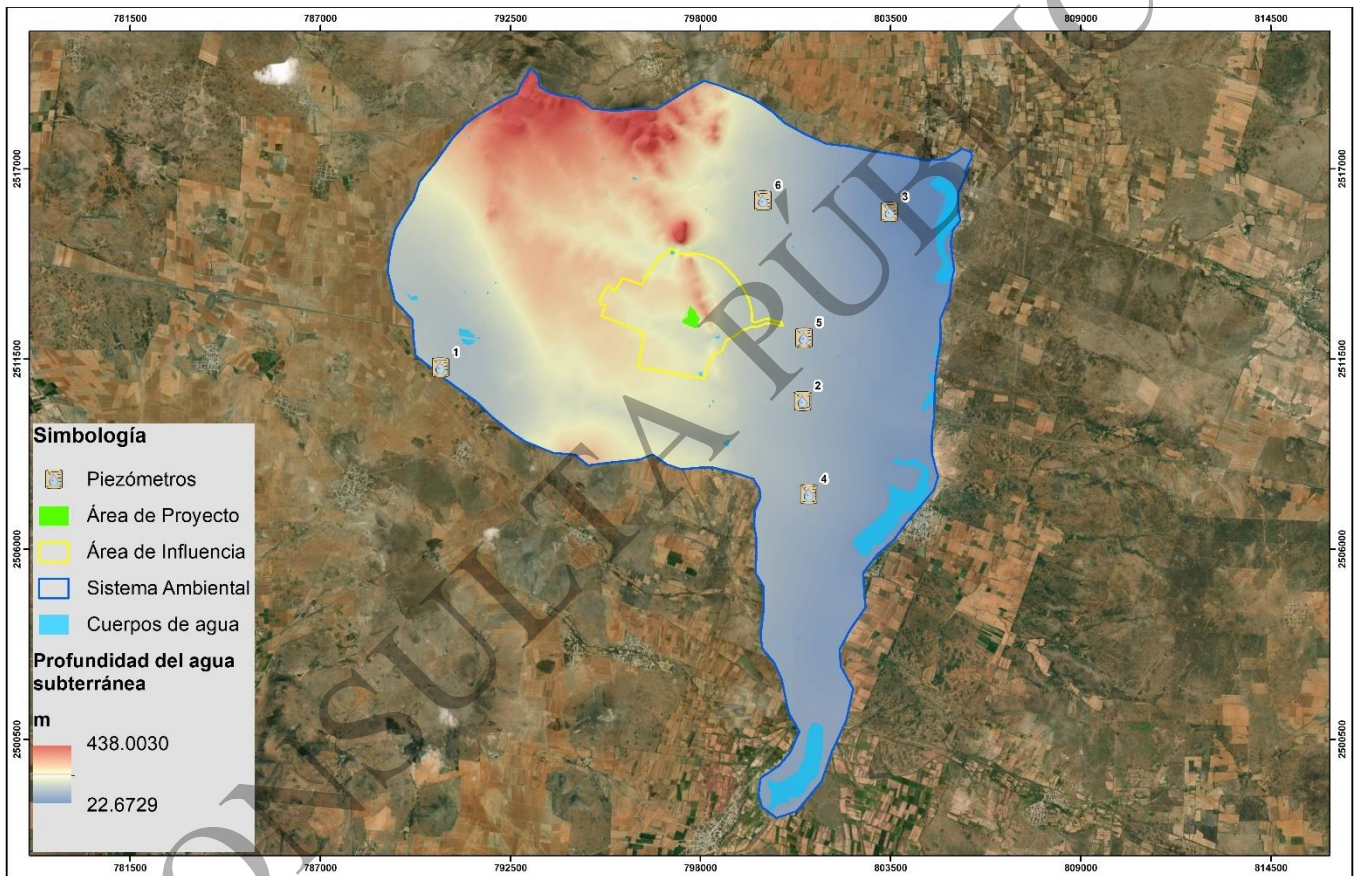 781500 787000 792500 798000 803500 809000 814500
2517000 2517000
6
3
5
2511500 2511500
1
2
4
2506000 2506000
2500500 2500500
Simbología
Piezómetros
Área de Proyecto
Área de Influencia
Sistema Ambiental
Cuerpos de agua
Profundidad del agua
subterránea
m
438.0030
22.6729
781500 787000 792500 798000 803500 809000 814500
CONSULTA PÚBLICA